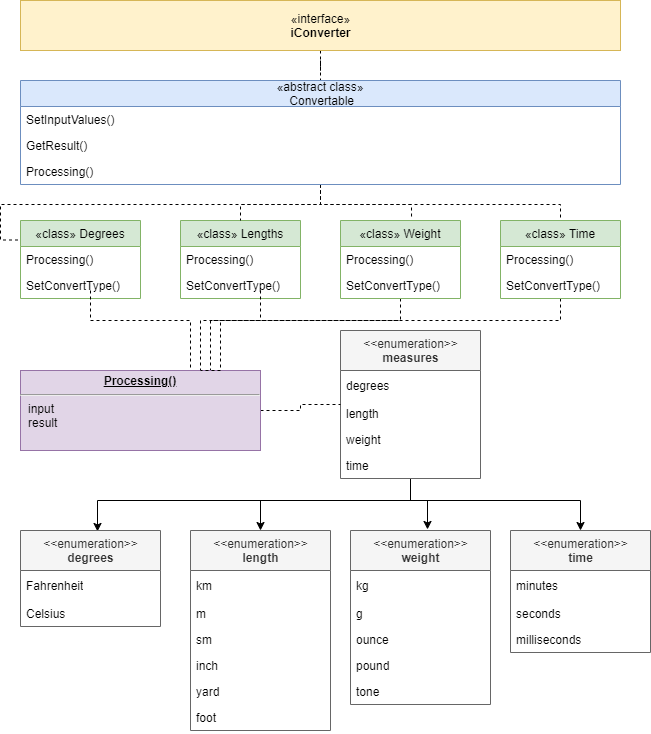 «interface»
iConverter
«abstract class»
Convertable
SetInputValues()
GetResult()
Processing()
«class» Degrees
Processing()
SetConvertType()
«class» Lengths
Processing()
SetConvertType()
«class» Weight
Processing()
SetConvertType()
«class» Time
Processing()
SetConvertType()
Processing()
input
result
<<enumeration>>
measures
degrees
length
weight
time
<<enumeration>>
degrees
Fahrenheit
Celsius
<<enumeration>>
length
km
m
sm
inch
yard
foot
<<enumeration>>
weight
kg
g
ounce
pound
tone
<<enumeration>>
time
minutes
seconds
milliseconds